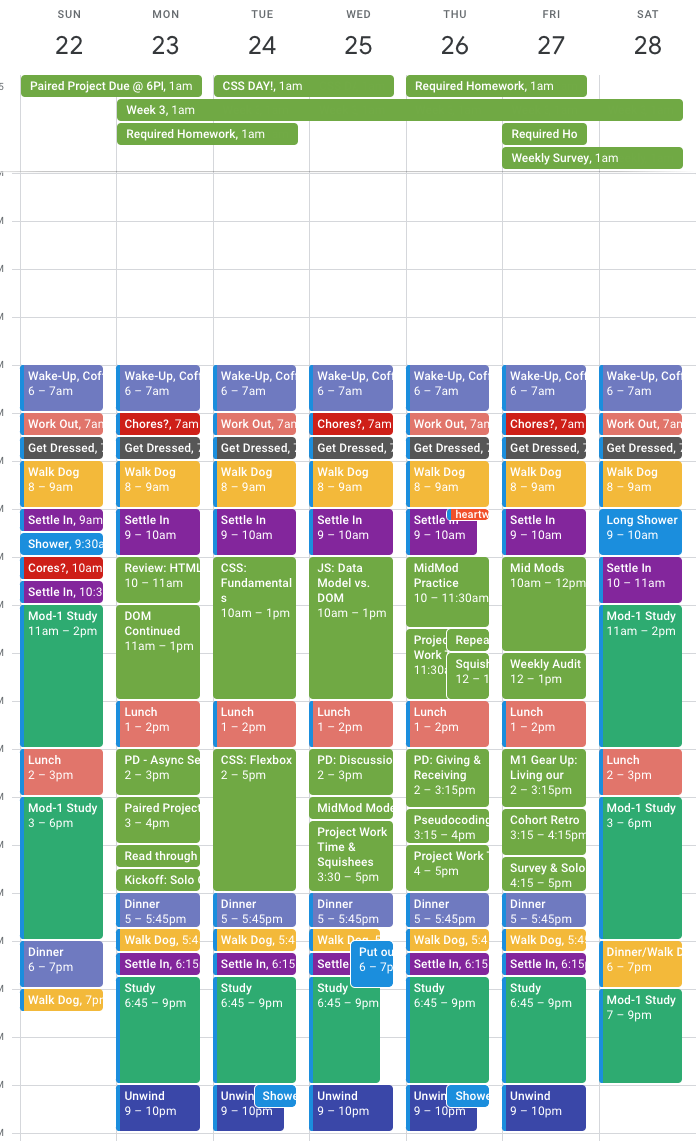 SUN MON TUE WED THU FRI SAT
22 23 24 25 26 27 28
Paired Project Due @ 6PI, 1am
CSS DAY!, 1am
Required Homework, 1am
Week 3, 1am
Required Homework, 1am
Required Ho
Weekly Survey, 1am
Wake-Up, Cof
6 – 7am
Work Out, 7am
Get Dressed,
Walk Dog
8 – 9am
Settle In, 9am
Shower, 9:30a
Cores?, 10am
Settle In, 10:3
Mod-1 Study
11am – 2pm
Lunch
2 – 3pm
Mod-1 Study
3 – 6pm
Dinner
6 – 7pm
Walk Dog, 7pm
Wake-Up, Cof
6 – 7am
Chores?, 7am
Get Dressed,
Walk Dog
8 – 9am
Settle In
9 – 10am
Review: HTML
10 – 11am
DOM
Continued
11am – 1pm
Lunch
1 – 2pm
PD - Async Se
2 – 3pm
Paired Project
3 – 4pm
Read through
Kickoff: Solo
Dinner
5 – 5:45pm
Walk Dog, 5:4
Settle In, 6:15
Study
6:45 – 9pm
Unwind
9 – 10pm
Wake-Up, Cof
6 – 7am
Work Out, 7am
Get Dressed,
Walk Dog
8 – 9am
Settle In
9 – 10am
CSS:
Fundamental
s
10am – 1pm
Lunch
1 – 2pm
CSS: Flexbox
2 – 5pm
Dinner
5 – 5:45pm
Walk Dog, 5:4
Settle In, 6:15
Study
6:45 – 9pm
Unwin
9 – 10pm
Showe
Wake-Up, Cof
6 – 7am
Chores?, 7am
Get Dressed,
Walk Dog
8 – 9am
Settle In
9 – 10am
JS: Data
Model vs.
DOM
10am – 1pm
Lunch
1 – 2pm
PD: Discussio
2 – 3pm
MidMod Mode
Project Work
Time &
Squishees
3:30 – 5pm
Dinner
5 – 5:45pm
Walk Dog,
Settle
Put ou
6 – 7p
Study
6:45 – 9pm
Unwind
9 – 10pm
Wake-Up, Cof
6 – 7am
Work Out, 7am
Get Dressed,
Walk Dog
8 – 9am
Settle In
9 – 10am
heartw
MidMod
Practice
10 – 11:30am
Projec
Work
11:30a
Repea
Squish
12 – 1
Lunch
1 – 2pm
PD: Giving &
Receiving
2 – 3:15pm
Pseudocoding
3:15 – 4pm
Project Work
4 – 5pm
Dinner
5 – 5:45pm
Walk Dog, 5:4
Settle In, 6:15
Study
6:45 – 9pm
Unwin
9 – 10pm
Showe
Wake-Up, Cof
6 – 7am
Chores?, 7am
Get Dressed,
Walk Dog
8 – 9am
Settle In
9 – 10am
Mid Mods
10am – 12pm
Weekly Audit
12 – 1pm
Lunch
1 – 2pm
M1 Gear Up:
Living our
2 – 3:15pm
Cohort Retro
3:15 – 4:15pm
Survey & Solo
4:15 – 5pm
Dinner
5 – 5:45pm
Walk Dog, 5:4
Settle In, 6:15
Study
6:45 – 9pm
Unwind
9 – 10pm
Wake-Up, Cof
6 – 7am
Work Out, 7am
Get Dressed,
Walk Dog
8 – 9am
Long Shower
9 – 10am
Settle In
10 – 11am
Mod-1 Study
11am – 2pm
Lunch
2 – 3pm
Mod-1 Study
3 – 6pm
Dinner/Walk D
6 – 7pm
Mod-1 Study
7 – 9pm